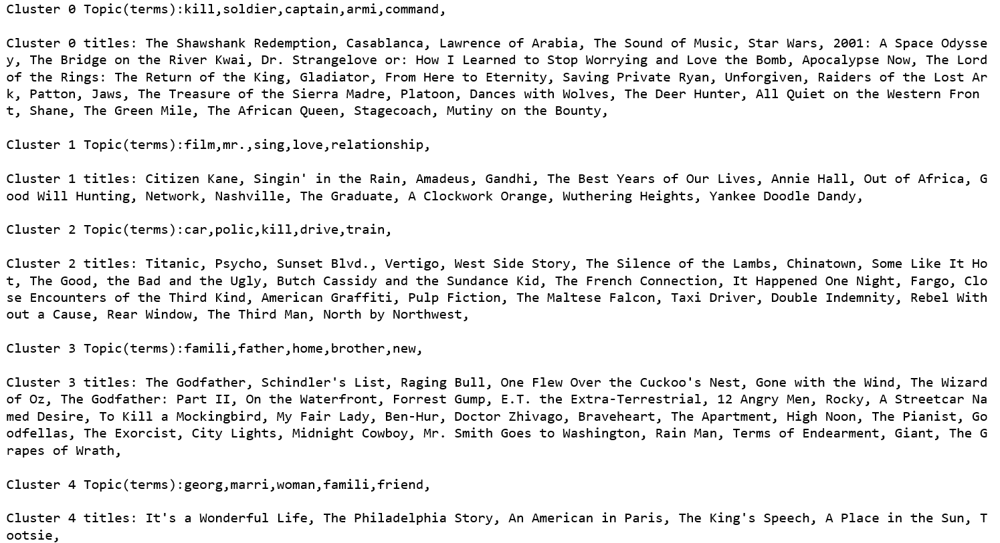 Cluster 0 Topic(terms):kill,soldier,captain,armi,command,
Cluster 0 titles: The Shawshank Redemption, Casablanca, Lawrence of Arabia, The Sound of Music, Star Wars, 2001: A Space Odysse
y, The Bridge on the River Kwai, Dr. Strangelove or: How I Learned to Stop Worrying and Love the Bomb, Apocalypse Now, The Lord
of the Rings: The Return of the King, Gladiator, From Here to Eternity, Saving Private Ryan, Unforgiven, Raiders of the Lost Ar
k, Patton, Jaws, The Treasure of the Sierra Madre, Platoon, Dances with Wolves, The Deer Hunter, All Quiet on the Western Fron
t, Shane, The Green Mile, The African Queen, Stagecoach, Mutiny on the Bounty,
Cluster 1 Topic(terms):film,mr.,sing,love,relationship,
Cluster 1 titles: Citizen Kane, Singin' in the Rain, Amadeus, Gandhi, The Best Years of Our Lives, Annie Hall, Out of Africa, G
ood Will Hunting, Network, Nashville, The Graduate, A Clockwork Orange, Wuthering Heights, Yankee Doodle Dandy,
Cluster 2 Topic(terms):car,polic,kill,drive,train,
Cluster 2 titles: Titanic, Psycho, Sunset Blvd., Vertigo, West Side Story, The Silence of the Lambs, Chinatown, Some Like It Ho
t, The Good, the Bad and the Ugly, Butch Cassidy and the Sundance Kid, The French Connection, It Happened One Night, Fargo, Clo
se Encounters of the Third Kind, American Graffiti, Pulp Fiction, The Maltese Falcon, Taxi Driver, Double Indemnity, Rebel With
out a Cause, Rear Window, The Third Man, North by Northwest,
Cluster 3 Topic(terms):famili,father,home,brother,new,
Cluster 3 titles: The Godfather, Schindler's List, Raging Bull, One Flew Over the Cuckoo's Nest, Gone with the Wind, The Wizard
of Oz, The Godfather: Part II, On the Waterfront, Forrest Gump, E.T. the Extra-Terrestrial, 12 Angry Men, Rocky, A Streetcar Na
med Desire, To Kill a Mockingbird, My Fair Lady, Ben-Hur, Doctor Zhivago, Braveheart, The Apartment, High Noon, The Pianist, Go
odfellas, The Exorcist, City Lights, Midnight Cowboy, Mr. Smith Goes to Washington, Rain Man, Terms of Endearment, Giant, The G
rapes of Wrath,
Cluster 4 Topic(terms):georg,marri,woman,famili,friend,
Cluster 4 titles: It's a Wonderful Life, The Philadelphia Story, An American in Paris, The King's Speech, A Place in the Sun, T
ootsie,